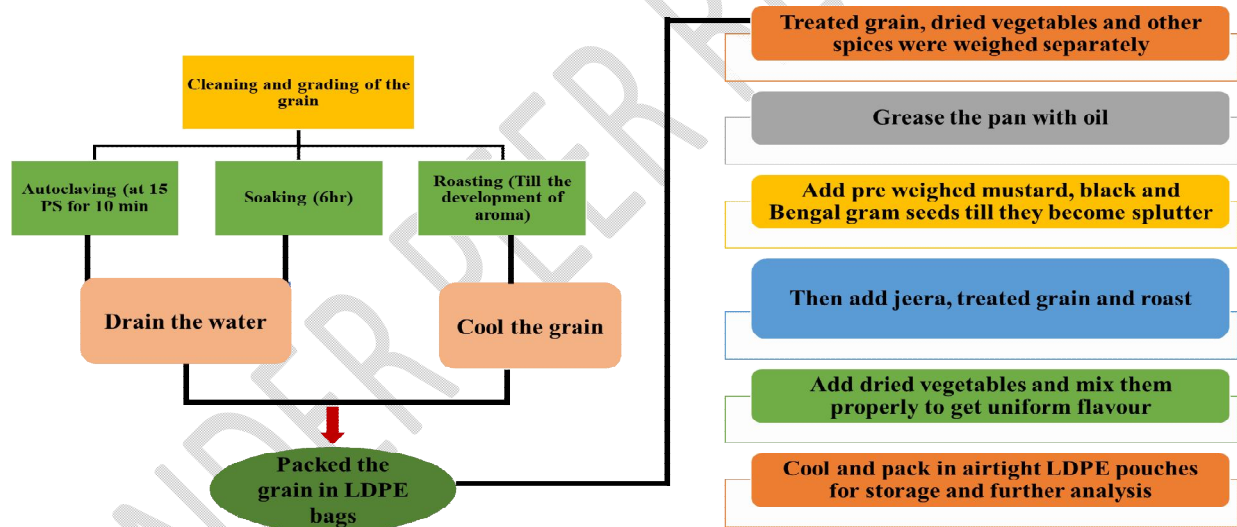 Cleaning and grading of the
grain
Autoclaving (at 15
PS for 10 min
Soaking (6hr)
Roasting (Till the
development of
aroma)
Drain the water
Cool the grain
Packed the
grain in LDPE
bags
Treated grain, dried vegetables and other
spices were weighed separately
Grease the pan with oil
Add pre weighed mustard, black and
Bengal gram seeds till they become splutter
Then add jeera, treated grain and roast
Add dried vegetables and mix them
properly to get uniform flavour
Cool and pack in airtight LDPE pouches
for storage and further analysis
UNDER PEER